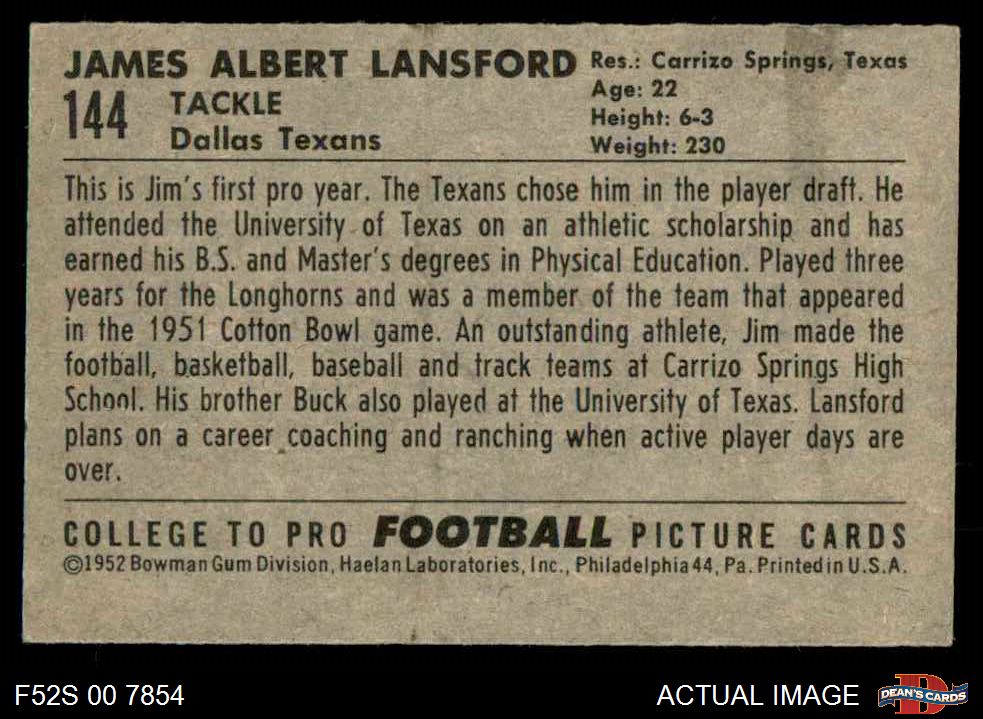 JAMES ALBERT LANSFORD
144 TACKLE
Dallas Texans
Res.: Carrizo Springs, Texas
Age: 22
Height: 6-3
Weight: 230
This is Jim's first pro year. The Texans chose him in the player draft. He
attended the University of Texas on an athletic scholarship and has
earned his B.S. and Master's degrees in Physical Education. Played three
years for the Longhorns and was a member of the team that appeared
in the 1951 Cotton Bowl game. An outstanding athlete, Jim made the
football, basketball, baseball and track teams at Carrizo Springs High
School. His brother Buck also played at the University of Texas. Lansford
plans on a career coaching and ranching when active player days are
over.
COLLEGE TO PRO FOOTBALL PICTURE CARDS
©1952 Bowman Gum Division, Haelan Laboratories, Inc., Philadelphia 44, Pa. Printed in U.S.A.
F52S 00 7854
ACTUAL IMAGE
D
DEAN'S CARDS